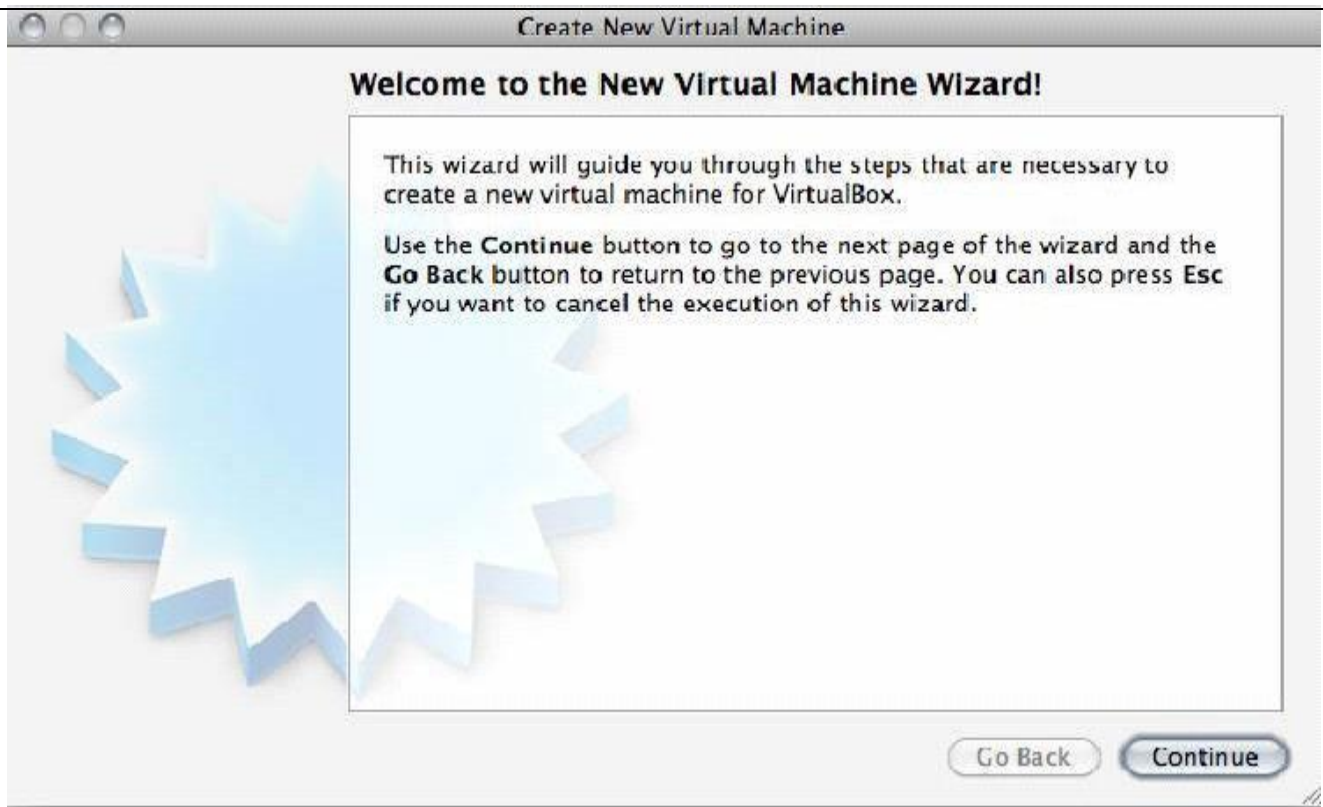 Create New Virtual Machine
Welcome to the New Virtual Machine Wizard!
This wizard will guide you through the steps that are necessary to
create a new virtual machine for VirtualBox.
Use the Continue button to go to the next page of the wizard and the
Go Back button to return to the previous page. You can also press Esc
if you want to cancel the execution of this wizard.
Go Back
Continue